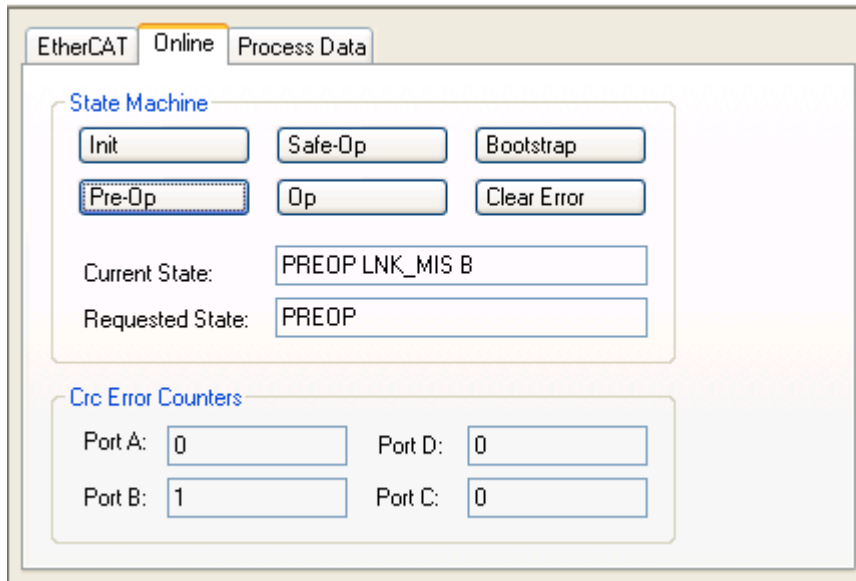 EtherCAT Online Process Data
State Machine
Init Safe-Op Bootstrap
Pre-Op Op Clear Error
Current State: PREOP LNK_MIS B
Requested State: PREOP
Crc Error Counters
Port A: 0 Port D: 0
Port B: 1 Port C: 0